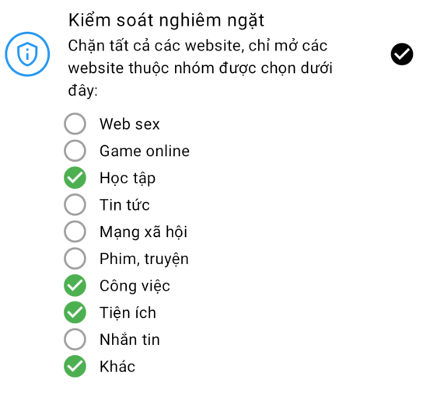 Kiểm soát nghiêm ngặt
Chặn tất cả các website, chỉ mở các
website thuộc nhóm được chọn dưới
đây:
Web sex
Game online
Học tập
Tin tức
Mạng xã hội
Phim, truyện
Công việc
Tiện ích
Nhắn tin
Khác